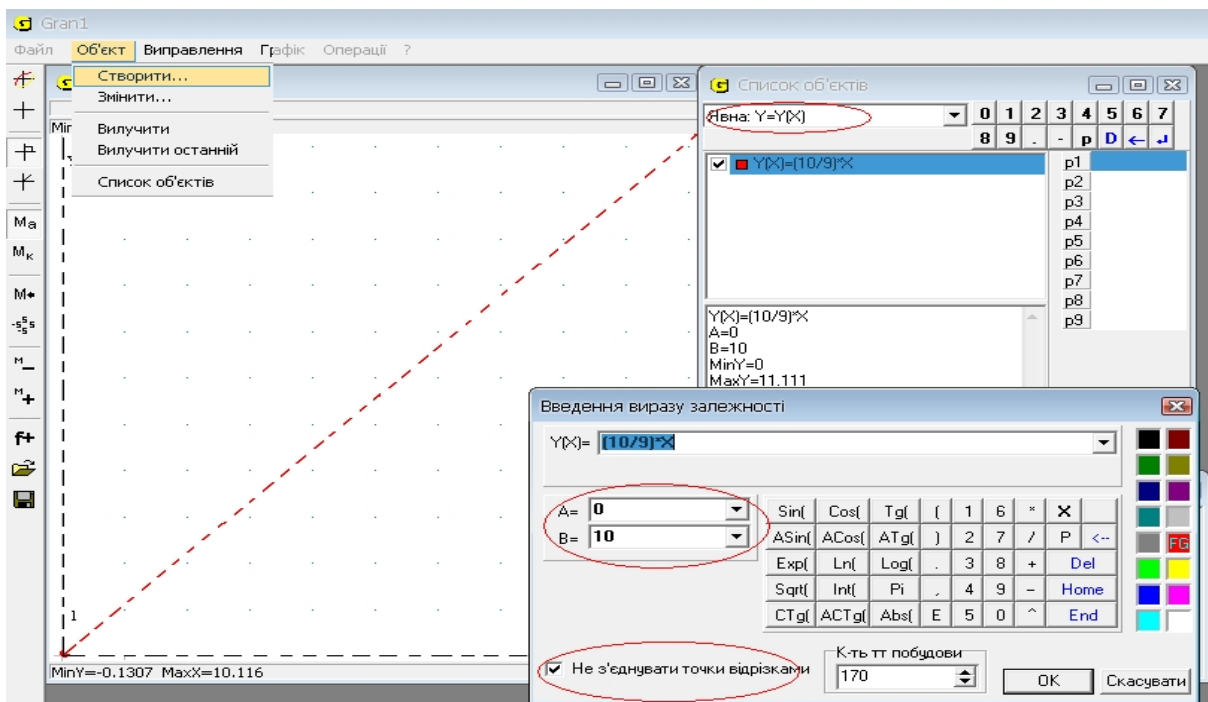 Gran1
Файл Об'єкт Виправлення Графік Операції ?
Створити...
Змінити...
Вилучити
Вилучити останній
Список об'єктів
Ma
Мк
1
MinY=-0.1307 MaxX=10.116
Список об'єктів
Явна: Y=Y(X)
0 1 2 3 4 5 6 7
8 9 . - p D ← ↲
Y(X)=(10/9)*X
p1
p2
p3
p4
p5
p6
p7
p8
p9
Y(X)=(10/9)*X
A=0
B=10
MinY=0
MaxY=11.111
Введення виразу залежності
Y(X)= (10/9)*X
A= 0
B= 10
Sin( Cos( Tg( ( 1 6 * X
ASin( ACos( ATg( ) 2 7 / P <--
Exp( Ln( Log( . 3 8 + Del
Sqrt( Int( Pi , 4 9 – Home
CTg( ACTg( Abs( E 5 0 ^ End
FG
Не з'єднувати точки відрізками
К-ть тт побудови
170
OK Скасувати